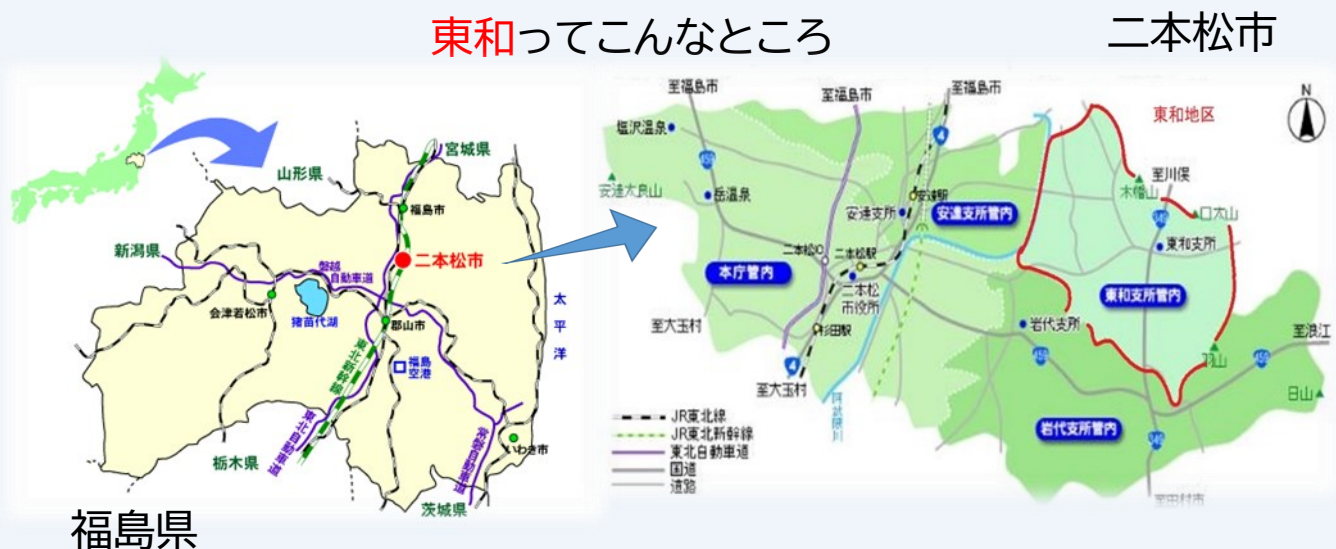 東和ってこんなところ
二本松市
宮城県
山形県
福島市
新潟県
二本松市
磐越
自動車道
会津若松市
猪苗代湖
郡山市
太平洋
福島
空港
東北新幹線
東北自動車道
常磐自動車道
いわき市
栃木県
茨城県
福島県
至福島市
至福島市
至福島市
N
東和地区
塩沢温泉
4
459
安達太良山
岳温泉
安達駅
安達支所
安達支所管内
至川俣
木幡山
口太山
349
東和支所
二本松IC
二本松駅
本庁管内
二本松
市役所
東和支所管内
至大玉村
杉田駅
岩代支所
至浪江
459
459
羽山
4
至大玉村
阿武隈川
日山
岩代支所管内
349
至田村市
JR東北線
JR東北新幹線
東北自動車道
国道
道路